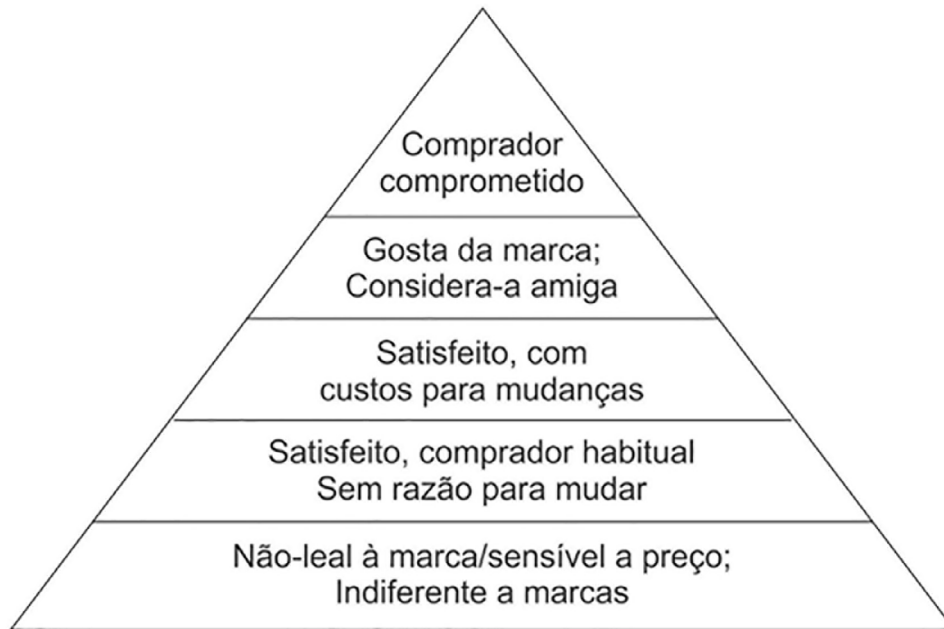 Comprador
comprometido
Gosta da marca;
Considera-a amiga
Satisfeito, com
custos para mudanças
Satisfeito, comprador habitual
Sem razão para mudar
Não-leal à marca/sensível a preço;
Indiferente a marcas